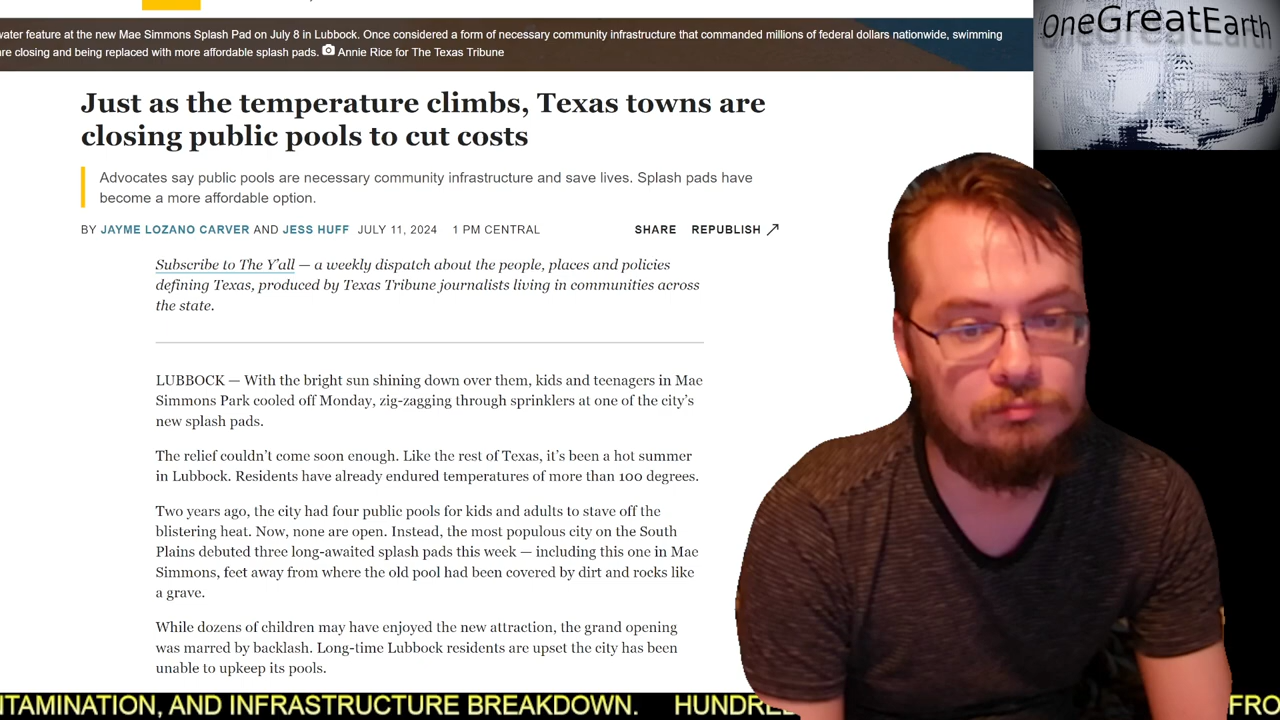 water feature at the new Mae Simmons Splash Pad on July 8 in Lubbock. Once considered a form of necessary community infrastructure that commanded millions of federal dollars nationwide, swimming
are closing and being replaced with more affordable splash pads. Annie Rice for The Texas Tribune
OneGreatEarth
Just as the temperature climbs, Texas towns are
closing public pools to cut costs
Advocates say public pools are necessary community infrastructure and save lives. Splash pads have
become a more affordable option.
BY JAYME LOZANO CARVER AND JESS HUFF JULY 11, 2024 1 PM CENTRAL SHARE REPUBLISH
Subscribe to The Y'all — a weekly dispatch about the people, places and policies
defining Texas, produced by Texas Tribune journalists living in communities across
the state.
LUBBOCK — With the bright sun shining down over them, kids and teenagers in Mae
Simmons Park cooled off Monday, zig-zagging through sprinklers at one of the city's
new splash pads.
The relief couldn't come soon enough. Like the rest of Texas, it's been a hot summer
in Lubbock. Residents have already endured temperatures of more than 100 degrees.
Two years ago, the city had four public pools for kids and adults to stave off the
blistering heat. Now, none are open. Instead, the most populous city on the South
Plains debuted three long-awaited splash pads this week — including this one in Mae
Simmons, feet away from where the old pool had been covered by dirt and rocks like
a grave.
While dozens of children may have enjoyed the new attraction, the grand opening
was marred by backlash. Long-time Lubbock residents are upset the city has been
unable to upkeep its pools.
NTAMINATION, AND INFRASTRUCTURE BREAKDOWN. HUNDRE FRO